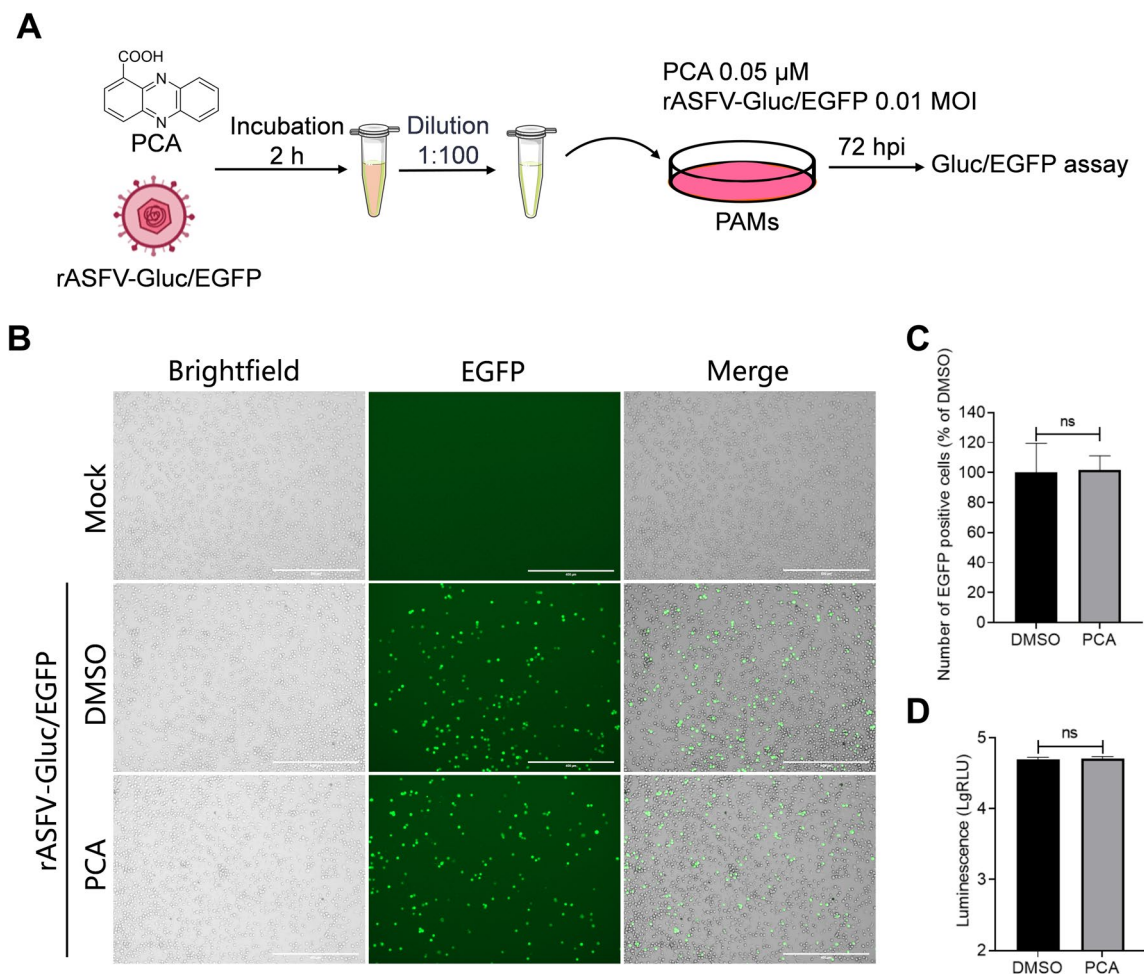 A
COOH
N
N
PCA
rASFV-Gluc/EGFP
Incubation
2 h
Dilution
1:100
PCA 0.05 µM
rASFV-Gluc/EGFP 0.01 MOI
PAMs
72 hpi
Gluc/EGFP assay
B
Brightfield
EGFP
Merge
Mock
DMSO
PCA
rASFV-Gluc/EGFP
C
Number of EGFP positive cells (% of DMSO)
140
120
100
80
60
40
20
0
ns
DMSO
PCA
D
Luminescence (LgRLU)
5
4
3
2
ns
DMSO
PCA